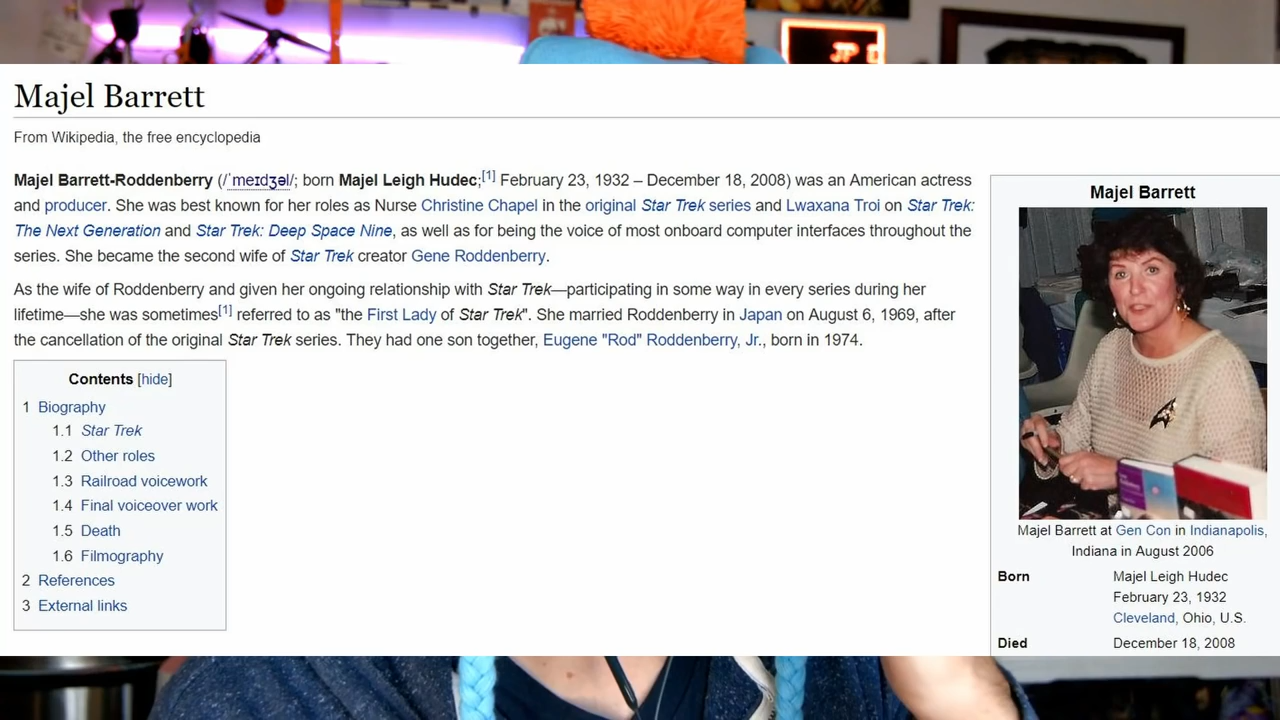 JP
Majel Barrett
From Wikipedia, the free encyclopedia
Majel Barrett-Roddenberry (/ˈmeɪdʒəl/; born Majel Leigh Hudec;[1] February 23, 1932 – December 18, 2008) was an American actress
and producer. She was best known for her roles as Nurse Christine Chapel in the original Star Trek series and Lwaxana Troi on Star Trek:
The Next Generation and Star Trek: Deep Space Nine, as well as for being the voice of most onboard computer interfaces throughout the
series. She became the second wife of Star Trek creator Gene Roddenberry.
As the wife of Roddenberry and given her ongoing relationship with Star Trek—participating in some way in every series during her
lifetime—she was sometimes[1] referred to as "the First Lady of Star Trek". She married Roddenberry in Japan on August 6, 1969, after
the cancellation of the original Star Trek series. They had one son together, Eugene "Rod" Roddenberry, Jr., born in 1974.
Contents [hide]
1 Biography
1.1 Star Trek
1.2 Other roles
1.3 Railroad voicework
1.4 Final voiceover work
1.5 Death
1.6 Filmography
2 References
3 External links
Majel Barrett
Majel Barrett at Gen Con in Indianapolis,
Indiana in August 2006
Born Majel Leigh Hudec
February 23, 1932
Cleveland, Ohio, U.S.
Died December 18, 2008